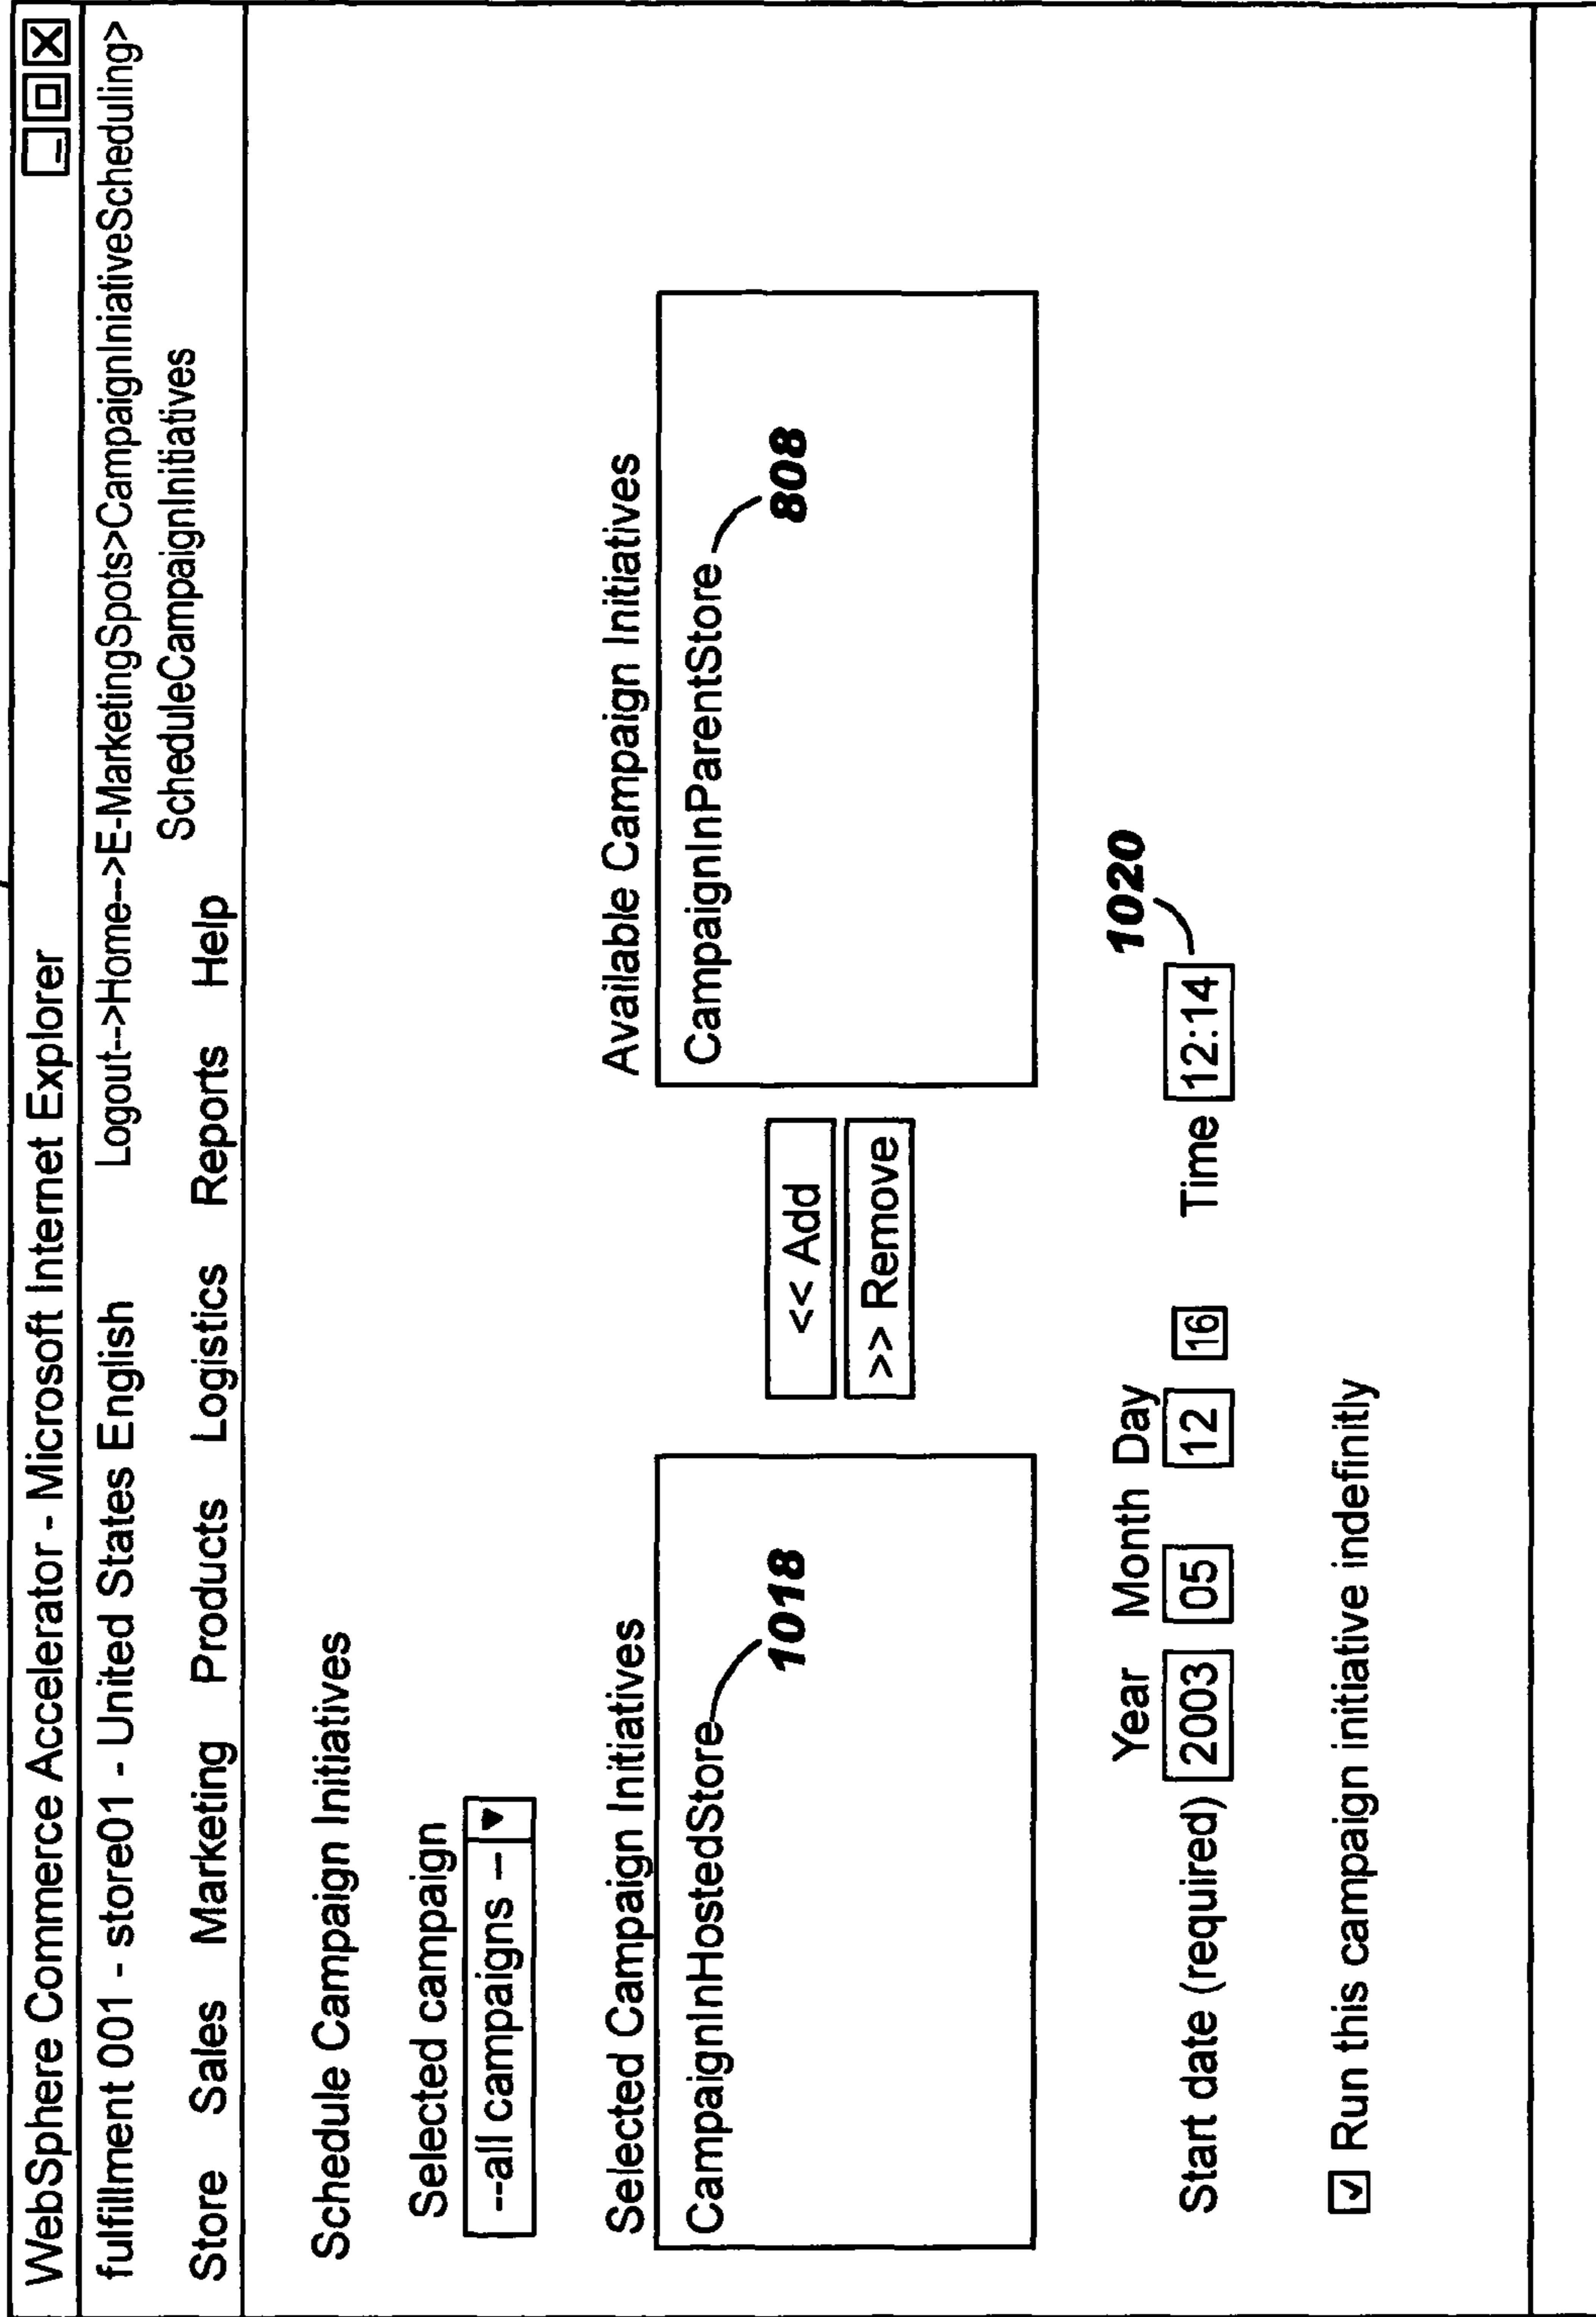 WebSphere Commerce Accelerator - Microsoft Internet Explorer
fulfillment 001 - store01 - United States English Logout-->Home-->E-MarketingSpots>CampaignIniativeScheduling>
ScheduleCampaignInitiatives
Store Sales Marketing Products Logistics Reports Help
Schedule Campaign Initiatives
Selected campaign
--all campaigns --
Selected Campaign Initiatives Available Campaign Initiatives
CampaignInHostedStore CampaignInParentStore
1018 808
<< Add
>> Remove
1020
Year Month Day
Start date (required) 2003 05 12 16 Time 12:14
Run this campaign initiative indefinitly